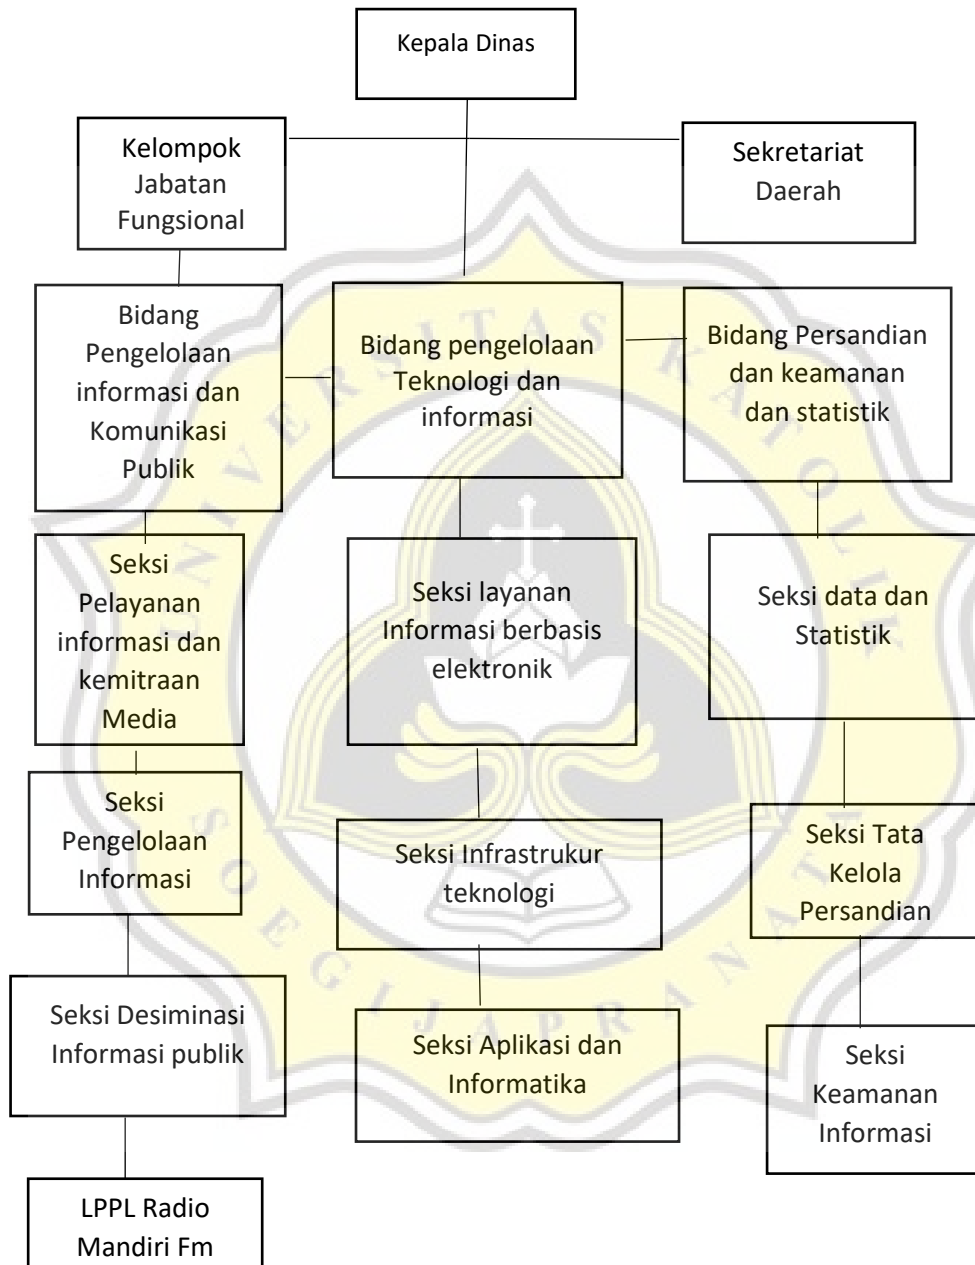 Kepala Dinas
Kelompok
Jabatan
Fungsional
Sekretariat
Daerah
Bidang
Pengelolaan
informasi dan
Komunikasi
Publik
Bidang pengelolaan
Teknologi dan
informasi
Bidang Persandian
dan keamanan
dan statistik
Seksi
Pelayanan
informasi dan
kemitraan
Media
Seksi layanan
Informasi berbasis
elektronik
Seksi data dan
Statistik
Seksi
Pengelolaan
Informasi
Seksi Infrastrukur
teknologi
Seksi Tata
Kelola
Persandian
Seksi Desiminasi
Informasi publik
Seksi Aplikasi dan
Informatika
Seksi
Keamanan
Informasi
LPPL Radio
Mandiri Fm
UNIVERSITAS KATOLIK
SOEGIJAPRANATA